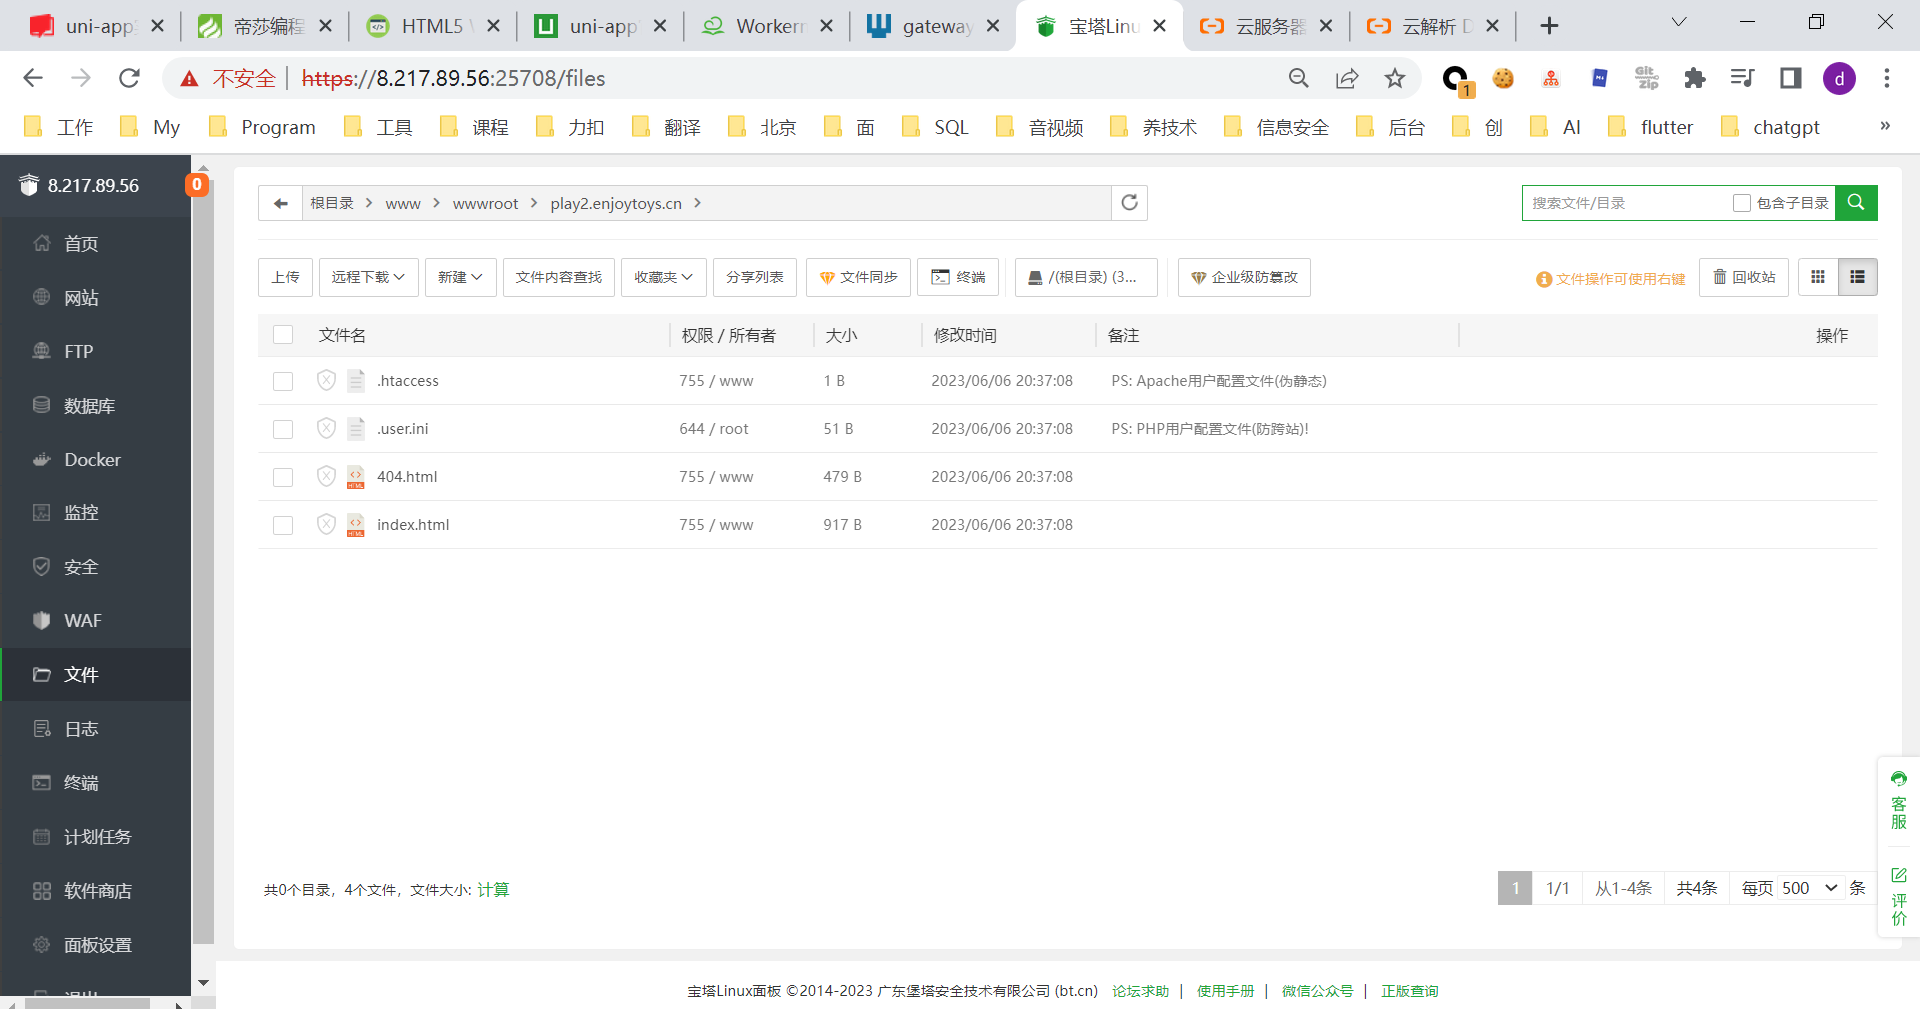 uni-app
帝莎编程
HTML5
uni-app
Workerm
gateway
宝塔Linu
云服务器
云解析 D
不安全
https://8.217.89.56:25708/files
1
Git
Zip
d
工作
My
Program
工具
课程
力扣
翻译
北京
面
SQL
音视频
养技术
信息安全
后台
创
AI
flutter
chatgpt
»
8.217.89.56
0
首页
网站
FTP
数据库
Docker
监控
安全
WAF
文件
日志
终端
计划任务
软件商店
面板设置
退出
根目录 > www > wwwroot > play2.enjoytoys.cn >
搜索文件/目录
包含子目录
上传
远程下载
新建
文件内容查找
收藏夹
分享列表
文件同步
终端
/(根目录) (3...
企业级防篡改
文件操作可使用右键
回收站
文件名 权限 / 所有者 大小 修改时间 备注 操作
.htaccess 755 / www 1 B 2023/06/06 20:37:08 PS: Apache用户配置文件(伪静态)
.user.ini 644 / root 51 B 2023/06/06 20:37:08 PS: PHP用户配置文件(防跨站)!
404.html 755 / www 479 B 2023/06/06 20:37:08
index.html 755 / www 917 B 2023/06/06 20:37:08
共0个目录，4个文件，文件大小: 计算
1 1/1 从1-4条 共4条 每页 500 条
客服
评价
宝塔Linux面板 ©2014-2023 广东堡塔安全技术有限公司 (bt.cn) 论坛求助 | 使用手册 | 微信公众号 | 正版查询